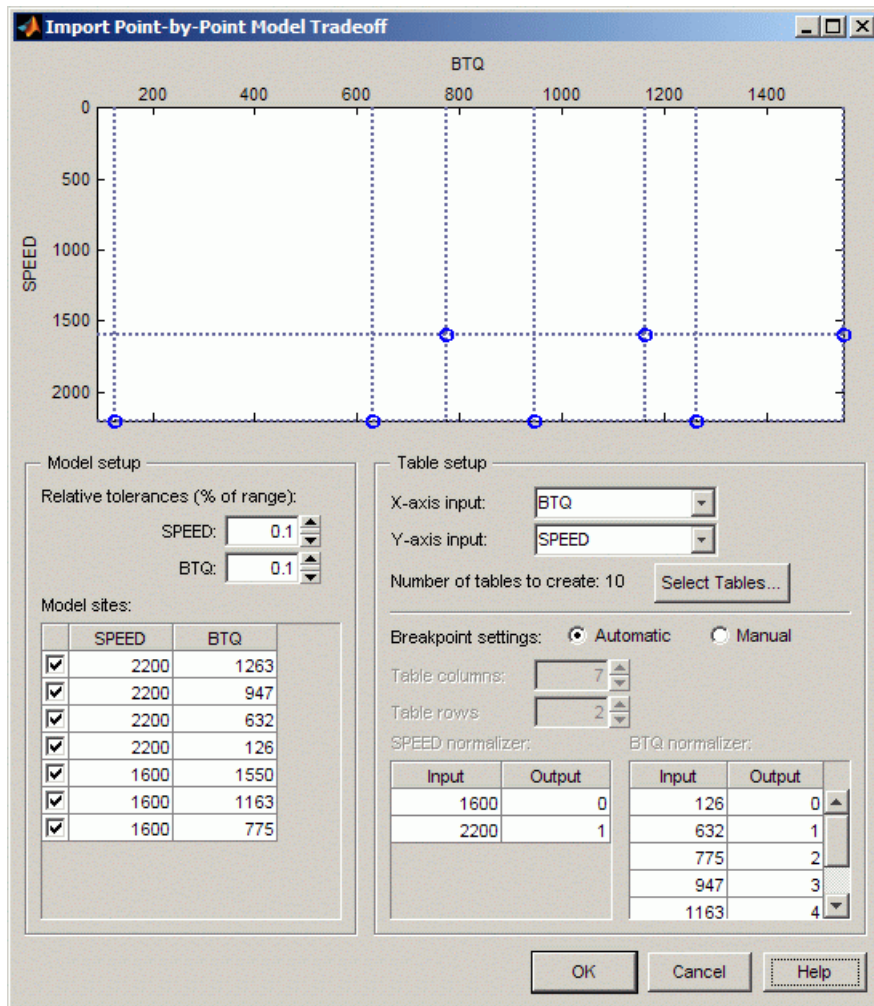 Import Point-by-Point Model Tradeoff
BTQ
200 400 600 800 1000 1200 1400
0
500
1000
1500
2000
SPEED
Model setup
Relative tolerances (% of range):
SPEED: 0.1
BTQ: 0.1
Model sites:
SPEED BTQ
2200 1263
2200 947
2200 632
2200 126
1600 1550
1600 1163
1600 775
Table setup
X-axis input: BTQ
Y-axis input: SPEED
Number of tables to create: 10 Select Tables...
Breakpoint settings: Automatic Manual
Table columns: 7
Table rows 2
SPEED normalizer: BTQ normalizer:
Input Output Input Output
1600 0 126 0
2200 1 632 1
775 2
947 3
1163 4
OK Cancel Help